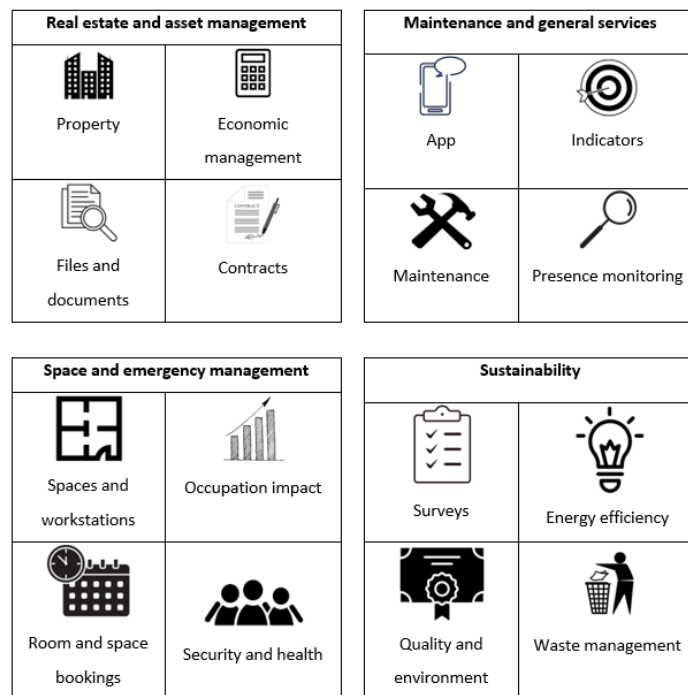 Real estate and asset management
Property
Economic
management
Files and
documents
Contracts
CONTRACT
Maintenance and general services
App
Indicators
Maintenance
Presence monitoring
Space and emergency management
Spaces and
workstations
Occupation impact
Room and space
bookings
Security and health
Sustainability
Surveys
Energy efficiency
Quality and
environment
Waste management